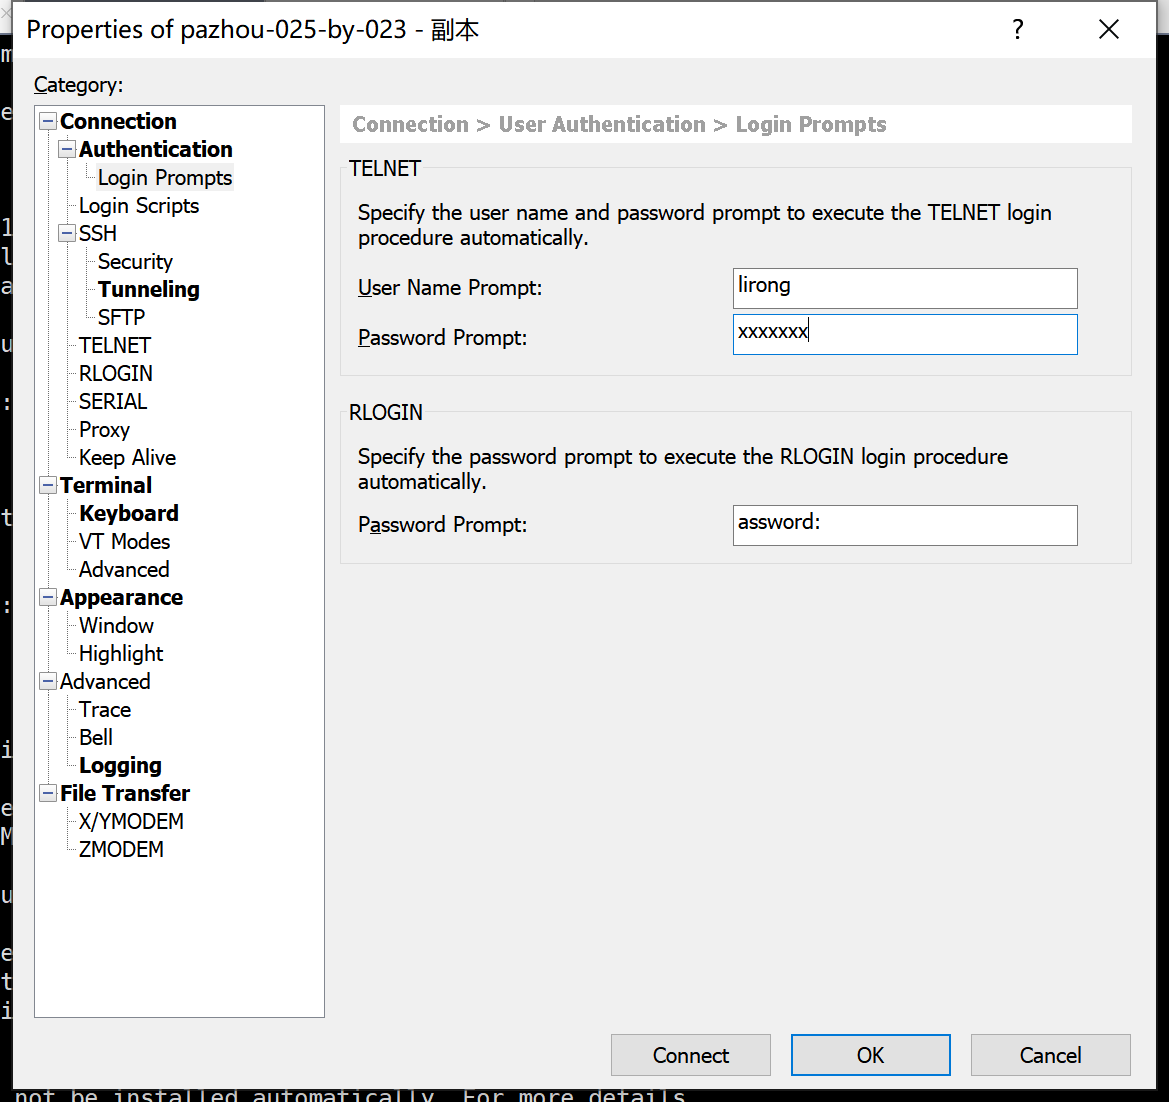 Properties of pazhou-025-by-023 - 副本
?
Category:
Connection
Authentication
Login Prompts
Login Scripts
SSH
Security
Tunneling
SFTP
TELNET
RLOGIN
SERIAL
Proxy
Keep Alive
Terminal
Keyboard
VT Modes
Advanced
Appearance
Window
Highlight
Advanced
Trace
Bell
Logging
File Transfer
X/YMODEM
ZMODEM
Connection > User Authentication > Login Prompts
TELNET
Specify the user name and password prompt to execute the TELNET login
procedure automatically.
User Name Prompt:
lirong
Password Prompt:
xxxxxxx
RLOGIN
Specify the password prompt to execute the RLOGIN login procedure
automatically.
Password Prompt:
assword:
Connect
OK
Cancel
not be installed automatically. For more details